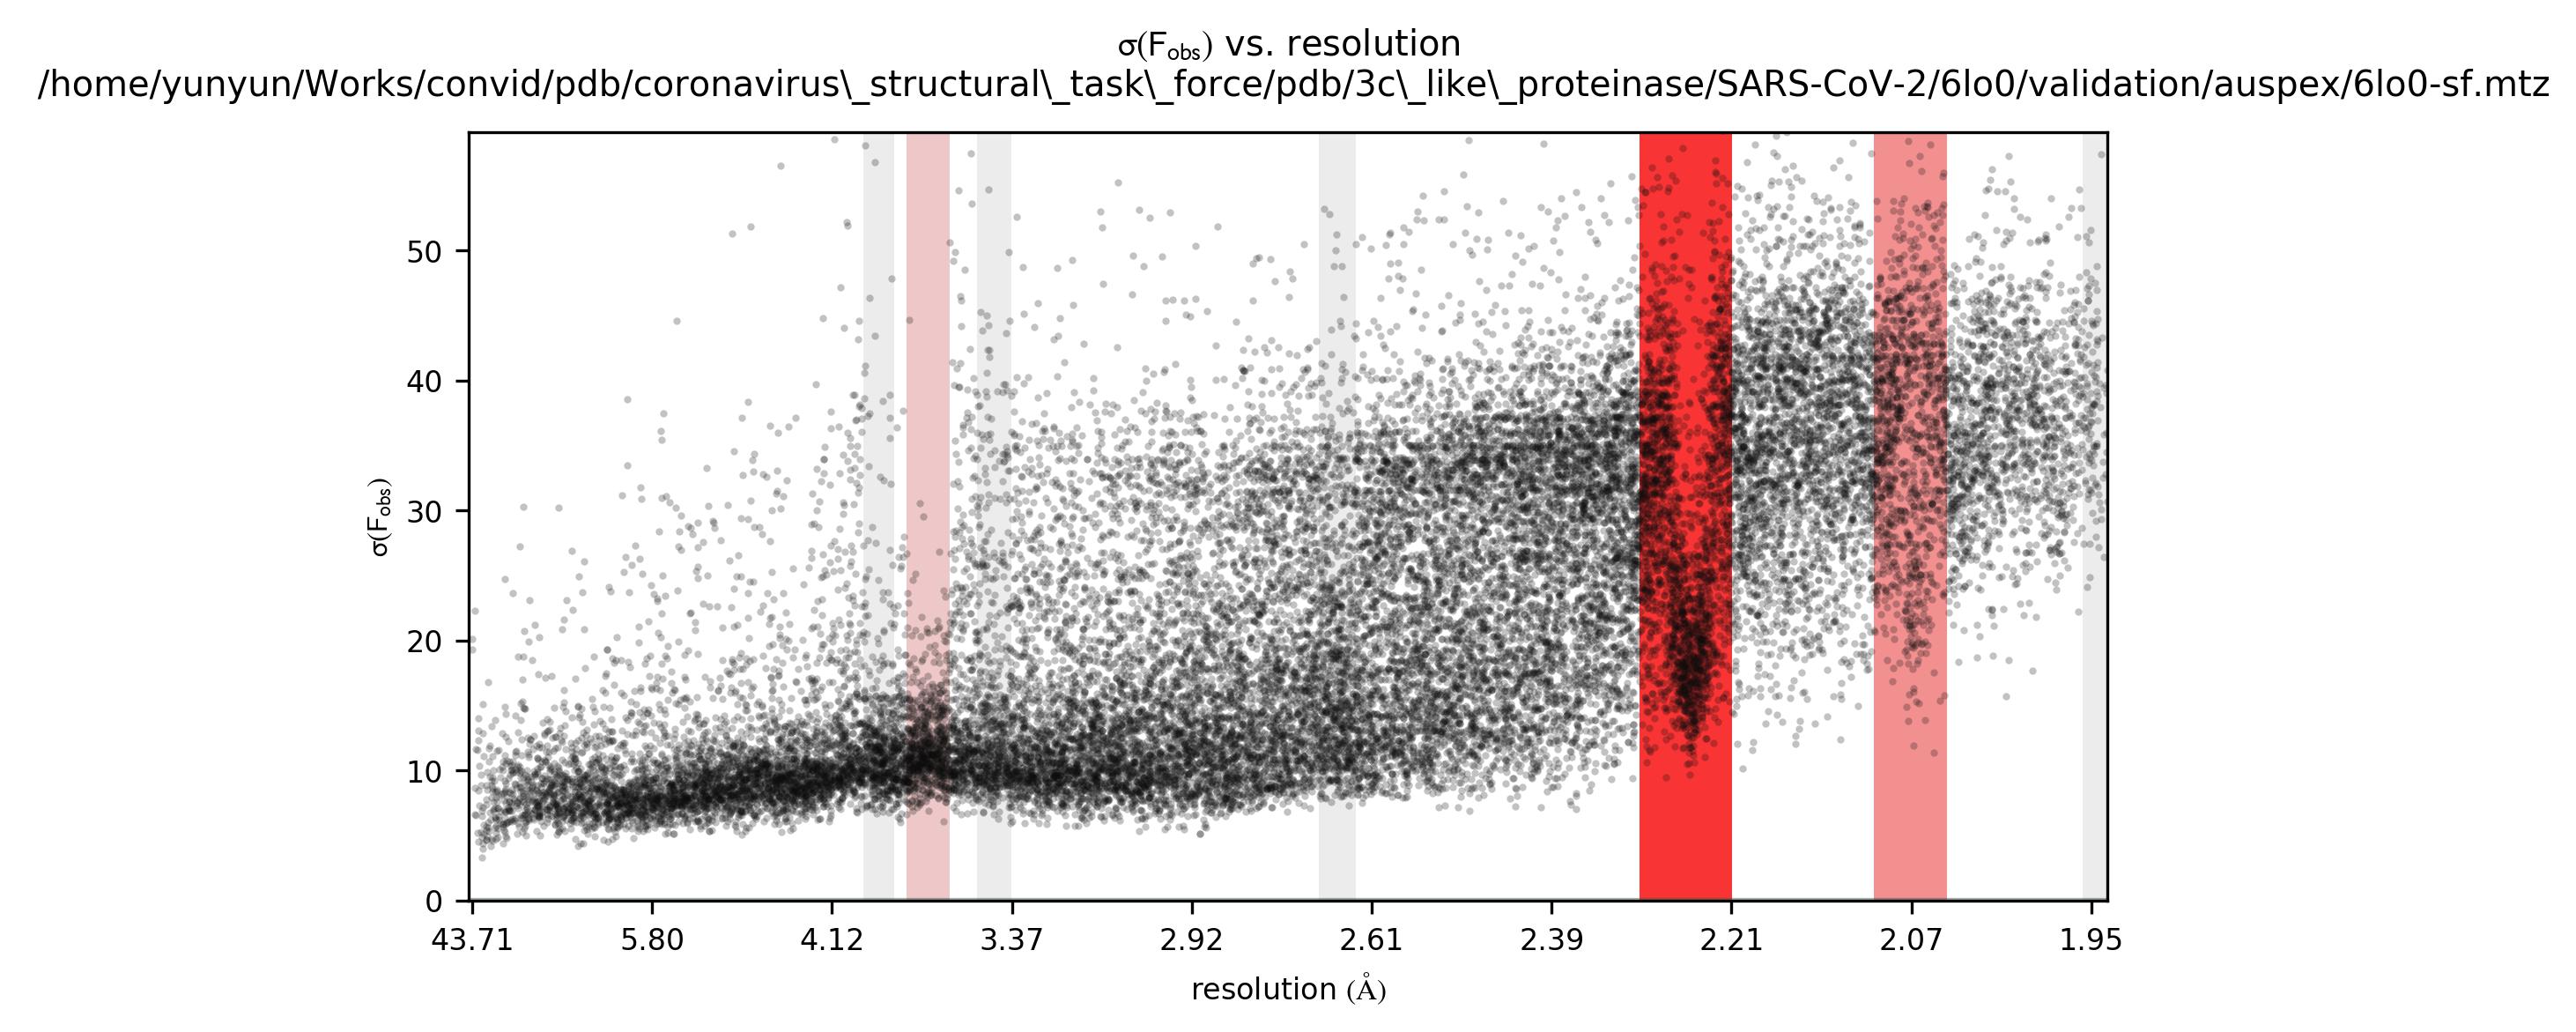 σ(Fobs) vs. resolution
/home/yunyun/Works/convid/pdb/coronavirus\_structural\_task\_force/pdb/3c\_like\_proteinase/SARS-CoV-2/6lo0/validation/auspex/6lo0-sf.mtz
σ(Fobs)
50
40
30
20
10
0
43.71 5.80 4.12 3.37 2.92 2.61 2.39 2.21 2.07 1.95
resolution (Å)